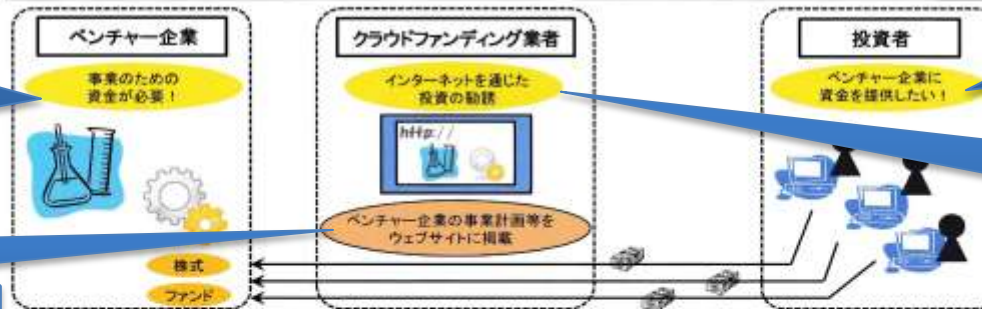 ベンチャー企業
事業のための
資金が必要！
株式
ファンド
クラウドファンディング業者
インターネットを通じた
投資の勧誘
http://
ベンチャー企業の事業計画等を
ウェブサイトに掲載
投資者
ベンチャー企業に
資金を提供したい！